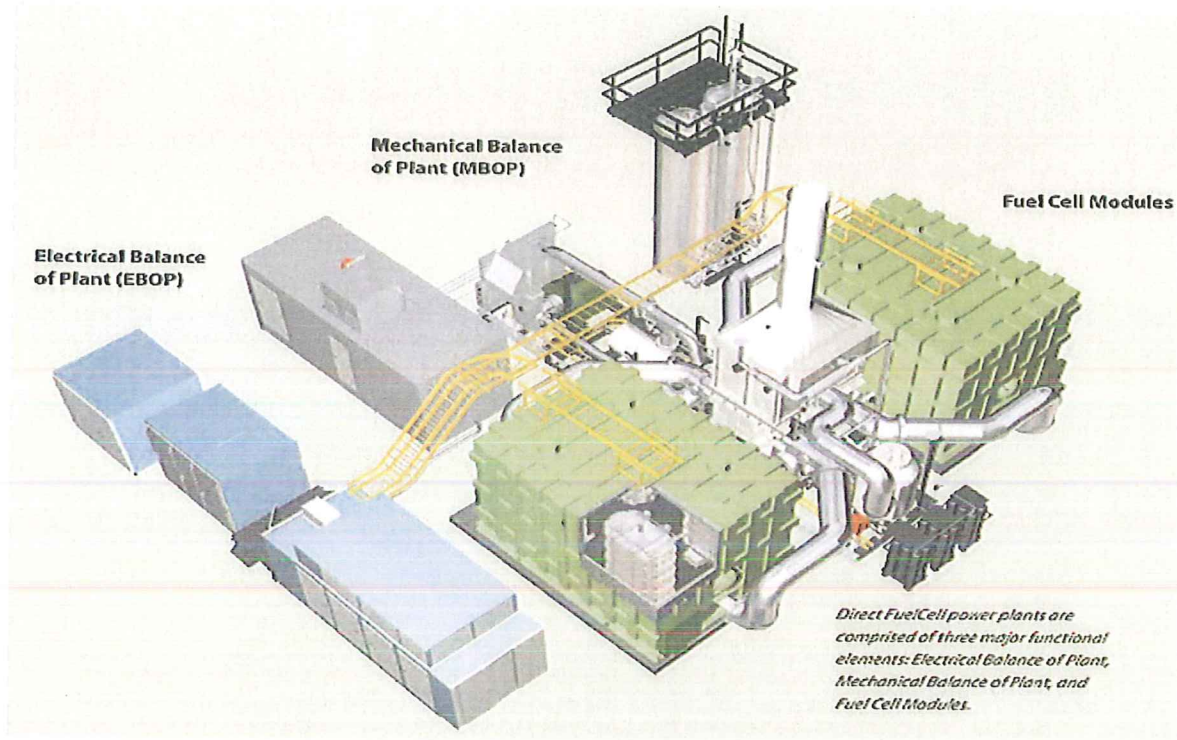 Mechanical Balance
of Plant (MBOP)
Fuel Cell Modules
Electrical Balance
of Plant (EBOP)
Direct FuelCell power plants are
comprised of three major functional
elements: Electrical Balance of Plant,
Mechanical Balance of Plant, and
Fuel Cell Modules.